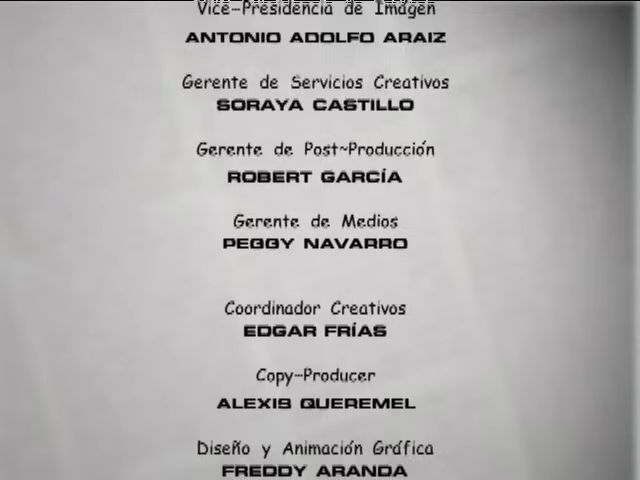 Vice-Presidencia de Imagen
ANTONIO ADOLFO ARAIZ
Gerente de Servicios Creativos
SORAYA CASTILLO
Gerente de Post~Producción
ROBERT GARCÍA
Gerente de Medios
PEGGY NAVARRO
Coordinador Creativos
EDGAR FRÍAS
Copy-Producer
ALEXIS QUEREMEL
Diseño y Animación Gráfica
FREDDY ARANDA